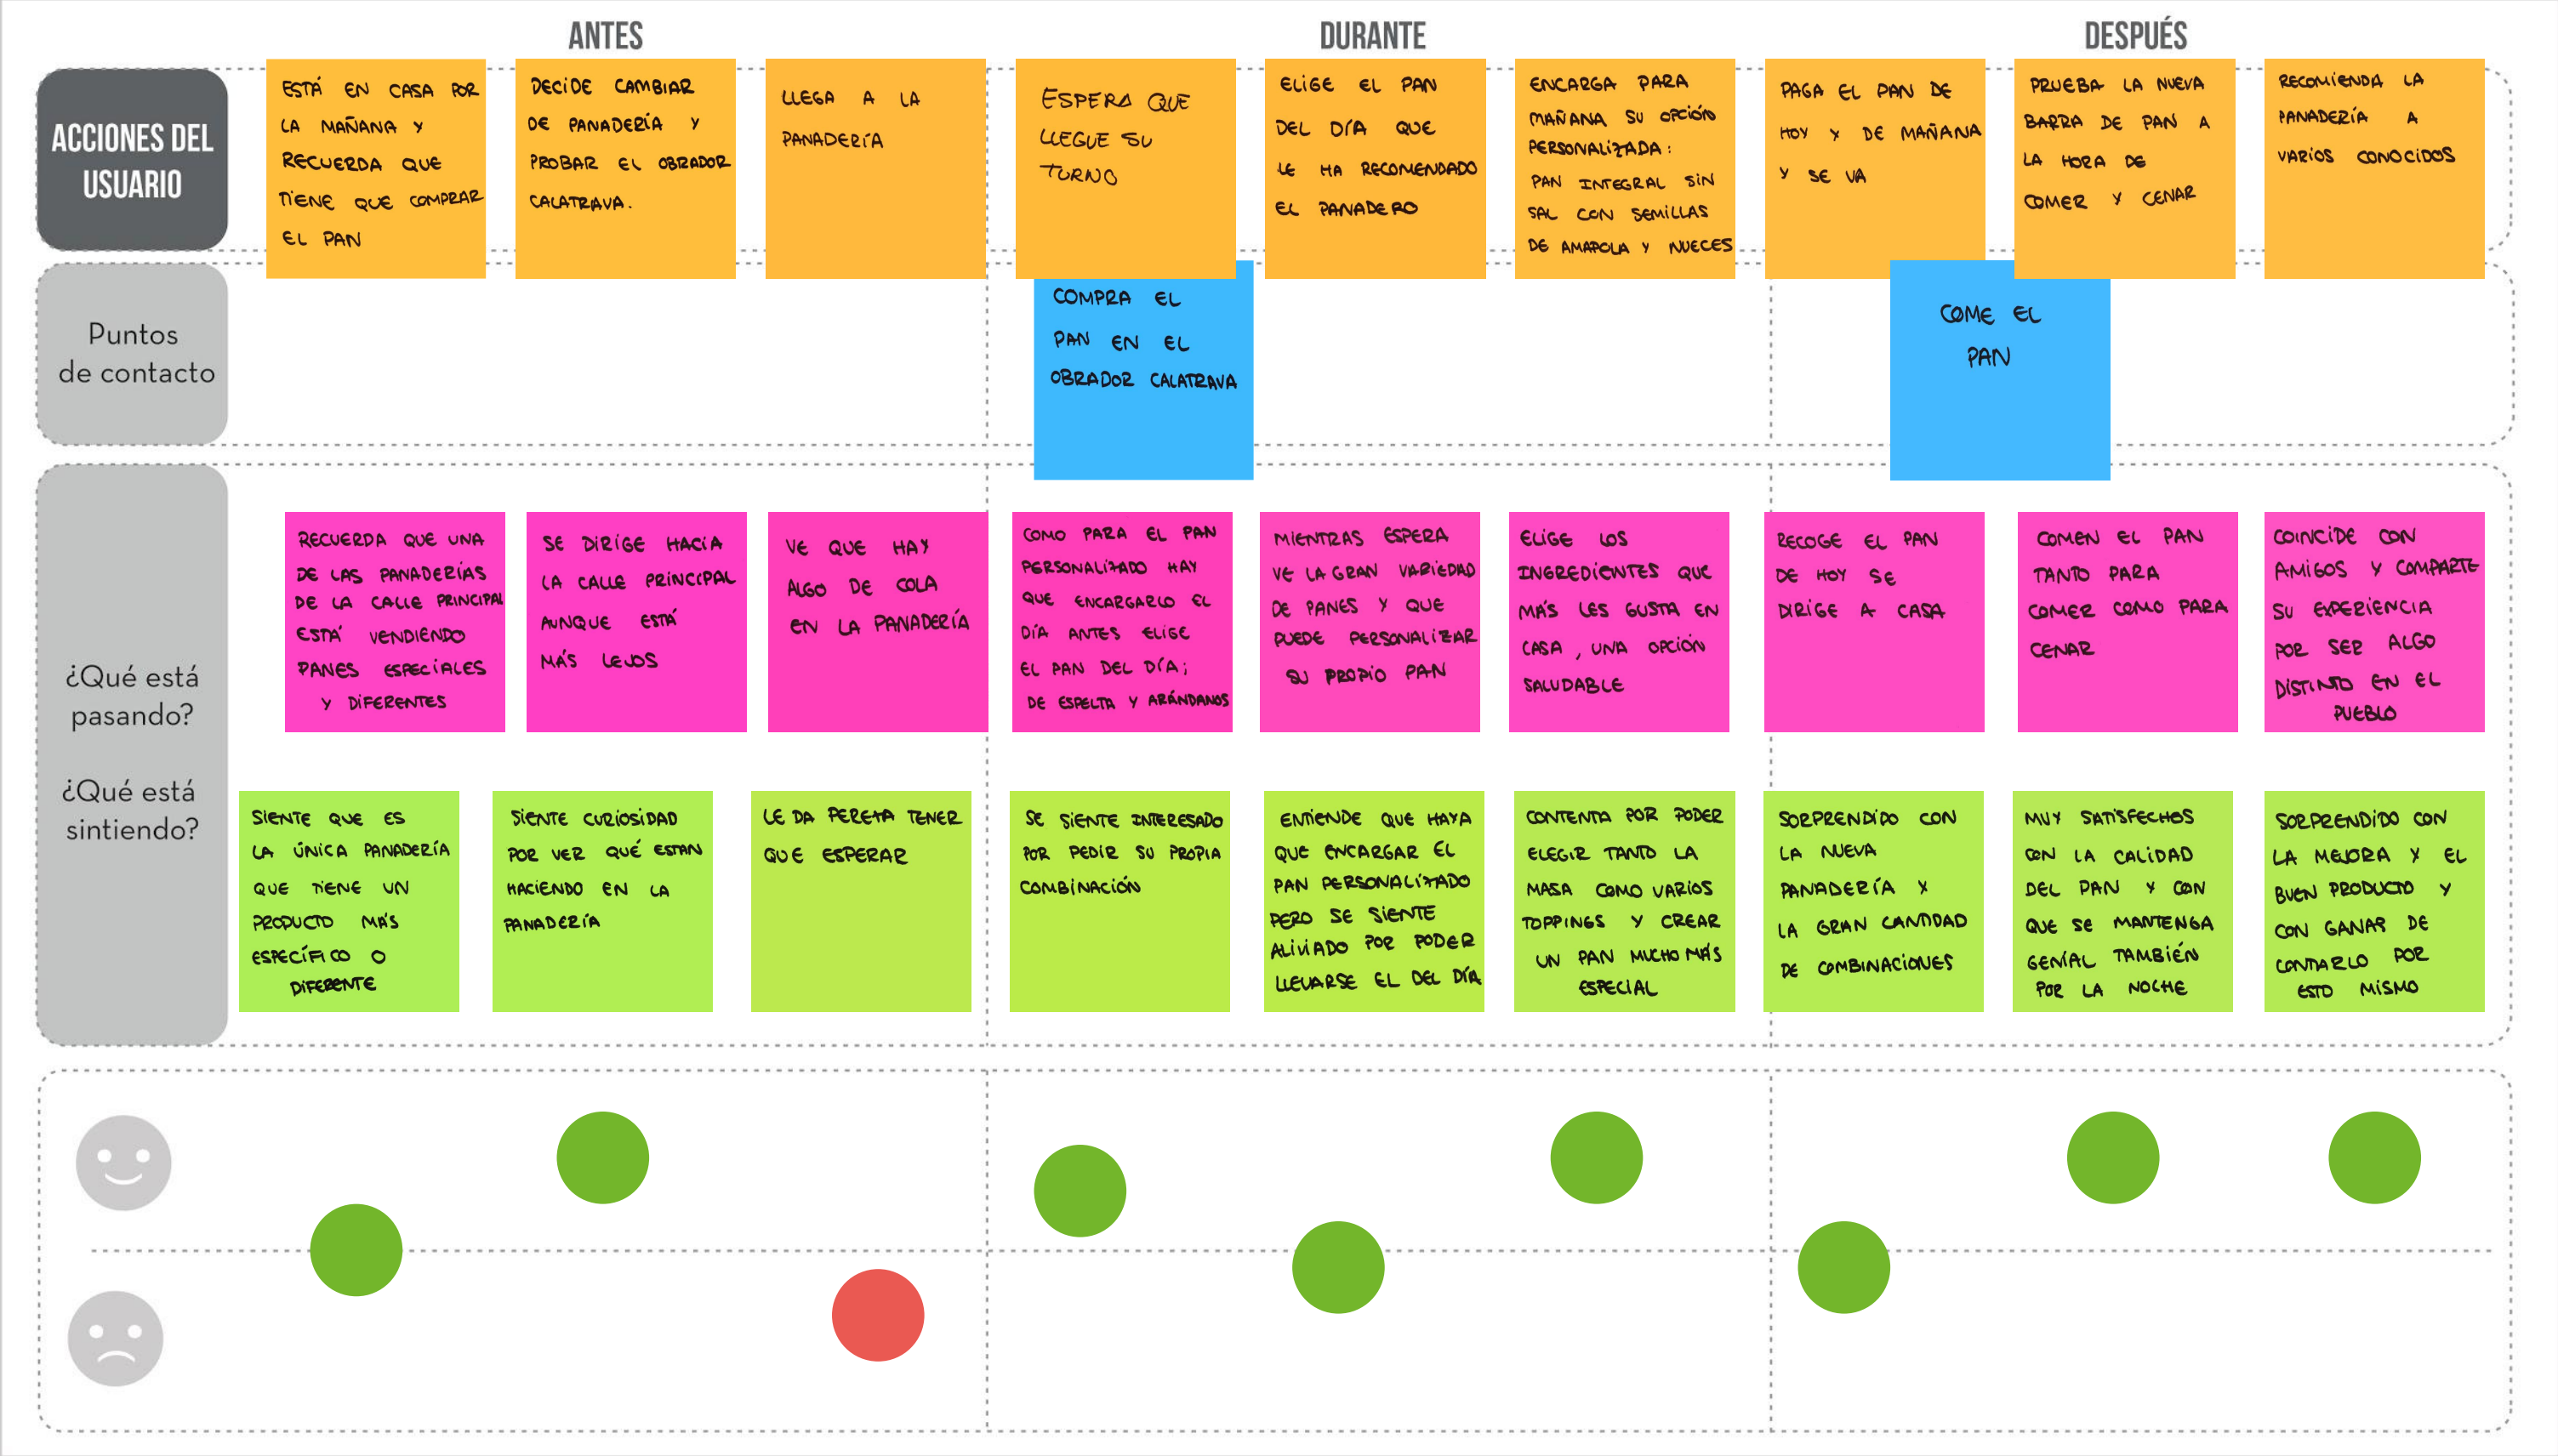 ANTES
DURANTE
DESPUÉS
ACCIONES DEL
USUARIO
ESTÁ EN CASA POR
LA MAÑANA Y
RECUERDA QUE
TIENE QUE COMPRAR
EL PAN
DECIDE CAMBIAR
DE PANADERÍA Y
PROBAR EL OBRADOR
CALATRAVA.
LLEGA A LA
PANADERÍA
ESPERA QUE
LLEGUE SU
TURNO
ELIGE EL PAN
DEL DÍA QUE
LE HA RECOMENDADO
EL PANADERO
ENCARGA PARA
MAÑANA SU OPCIÓN
PERSONALIZADA:
PAN INTEGRAL SIN
SAL CON SEMILLAS
DE AMAPOLA Y NUECES
PAGA EL PAN DE
HOY Y DE MAÑANA
Y SE VA
PRUEBA LA NUEVA
BARRA DE PAN A
LA HORA DE
COMER Y CENAR
RECOMIENDA LA
PANADERÍA A
VARIOS CONOCIDOS
Puntos
de contacto
COMPRA EL
PAN EN EL
OBRADOR CALATRAVA
COME EL
PAN
¿Qué está
pasando?
¿Qué está
sintiendo?
RECUERDA QUE UNA
DE LAS PANADERÍAS
DE LA CALLE PRINCIPAL
ESTÁ VENDIENDO
PANES ESPECIALES
Y DIFERENTES
SE DIRIGE HACIA
LA CALLE PRINCIPAL
AUNQUE ESTÁ
MÁS LEJOS
VE QUE HAY
ALGO DE COLA
EN LA PANADERÍA
COMO PARA EL PAN
PERSONALIZADO HAY
QUE ENCARGARLO EL
DÍA ANTES ELIGE
EL PAN DEL DÍA;
DE ESPELTA Y ARÁNDANOS
MIENTRAS ESPERA
VE LA GRAN VARIEDAD
DE PANES Y QUE
PUEDE PERSONALIZAR
SU PROPIO PAN
ELIGE LOS
INGREDIENTES QUE
MÁS LES GUSTA EN
CASA, UNA OPCIÓN
SALUDABLE
RECOGE EL PAN
DE HOY SE
DIRIGE A CASA
COMEN EL PAN
TANTO PARA
COMER COMO PARA
CENAR
COINCIDE CON
AMIGOS Y COMPARTE
SU EXPERIENCIA
POR SER ALGO
DISTINTO EN EL
PUEBLO
SIENTE QUE ES
LA ÚNICA PANADERÍA
QUE TIENE UN
PRODUCTO MÁS
ESPECÍFICO O
DIFERENTE
SIENTE CURIOSIDAD
POR VER QUÉ ESTAN
HACIENDO EN LA
PANADERÍA
LE DA PEREZA TENER
QUE ESPERAR
SE SIENTE INTERESADO
POR PEDIR SU PROPIA
COMBINACIÓN
ENTIENDE QUE HAYA
QUE ENCARGAR EL
PAN PERSONALIZADO
PERO SE SIENTE
ALIVIADO POR PODER
LLEVARSE EL DEL DÍA
CONTENTA POR PODER
ELEGIR TANTO LA
MASA COMO VARIOS
TOPPINGS Y CREAR
UN PAN MUCHO MÁS
ESPECIAL
SORPRENDIDO CON
LA NUEVA
PANADERÍA Y
LA GRAN CANTIDAD
DE COMBINACIONES
MUY SATISFECHOS
CON LA CALIDAD
DEL PAN Y CON
QUE SE MANTENGA
GENÍAL TAMBIÉN
POR LA NOCHE
SORPRENDIDO CON
LA MEJORA Y EL
BUEN PRODUCTO Y
CON GANAS DE
CONTARLO POR
ESTO MISMO